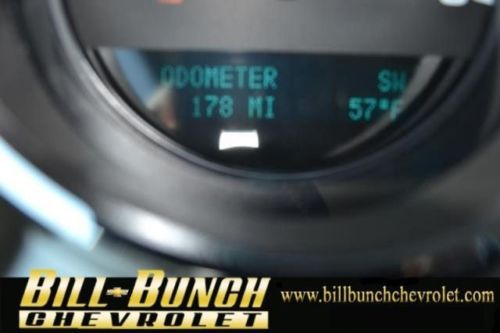 ODOMETER SW
178 MI 57°F
BILL BUNCH www.billbunchchevrolet.com
CHEVROLET